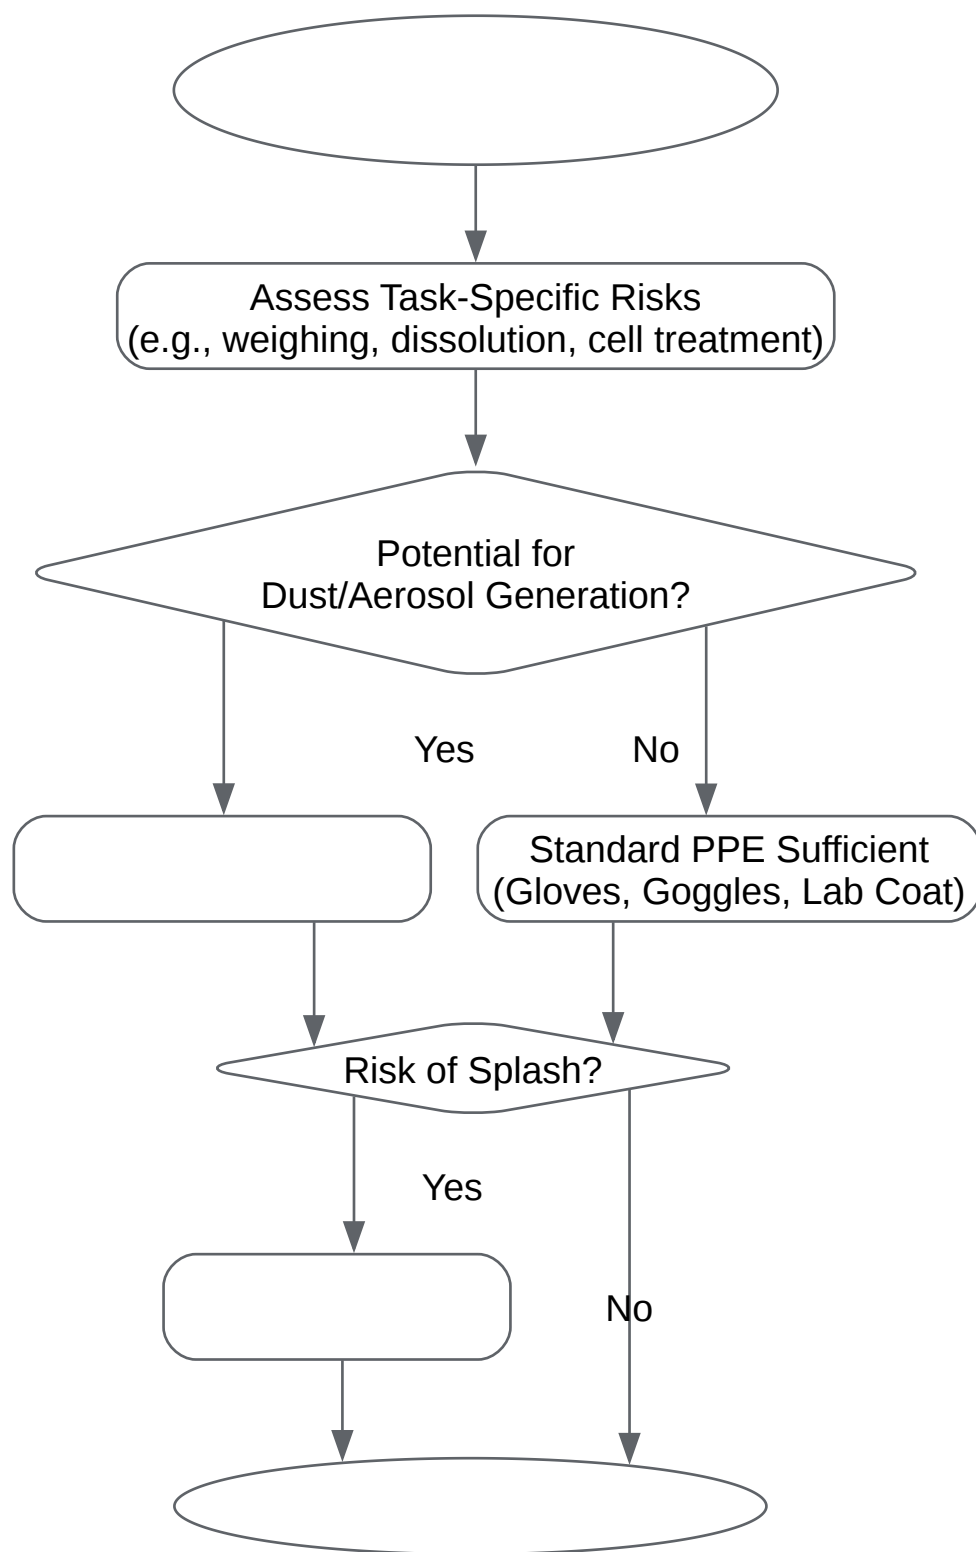 Assess Task-Specific Risks
(e.g., weighing, dissolution, cell treatment)
Potential for
Dust/Aerosol Generation?
Yes
No
Standard PPE Sufficient
(Gloves, Goggles, Lab Coat)
Risk of Splash?
Yes
No